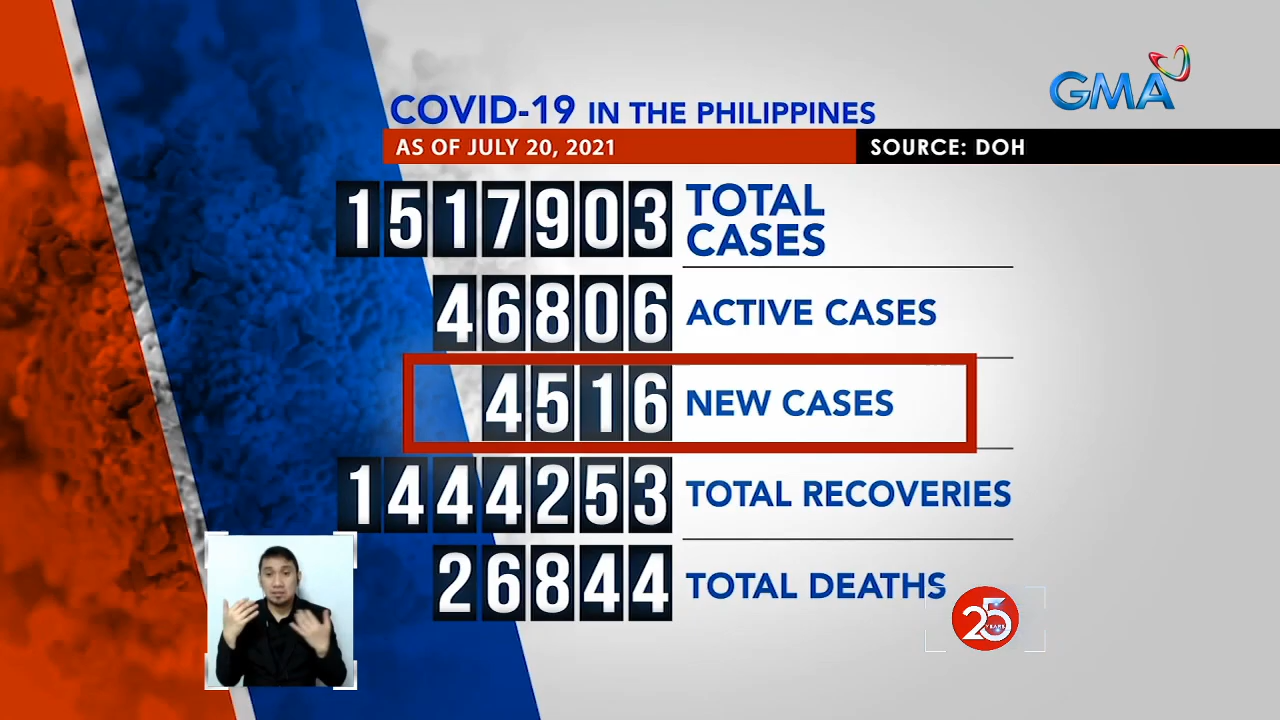 GMA
COVID-19 IN THE PHILIPPINES
AS OF JULY 20, 2021
SOURCE: DOH
1517903 TOTAL
CASES
46806 ACTIVE CASES
4516 NEW CASES
1444253 TOTAL RECOVERIES
26844 TOTAL DEATHS
25
YEARS